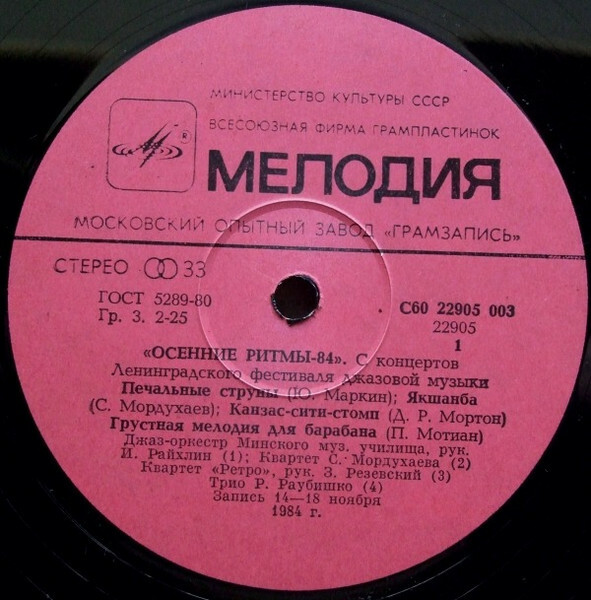 МИНИСТЕРСТВО КУЛЬТУРЫ СССР
ВСЕСОЮЗНАЯ ФИРМА ГРАМПЛАСТИНОК
®
МЕЛОДИЯ
МОСКОВСКИЙ ОПЫТНЫЙ ЗАВОД «ГРАМЗАПИСЬ»
СТЕРЕО 33
ГОСТ 5289-80
Гр. 3. 2-25
С60 22905 003
22905
1
«ОСЕННИЕ РИТМЫ-84». С концертов
Ленинградского фестиваля джазовой музыки
Печальные струны (Ю. Маркин); Якшанба
(С. Мордухаев); Канзас-сити-стомп (Д. Р. Мортон)
Грустная мелодия для барабана (П. Мотиан)
Джаз-оркестр Минского муз. училища, рук.
И. Райхлин (1); Квартет С. Мордухаева (2)
Квартет «Ретро», рук. З. Резевский (3)
Трио Р. Раубишко (4)
Запись 14—18 ноября
1984 г.